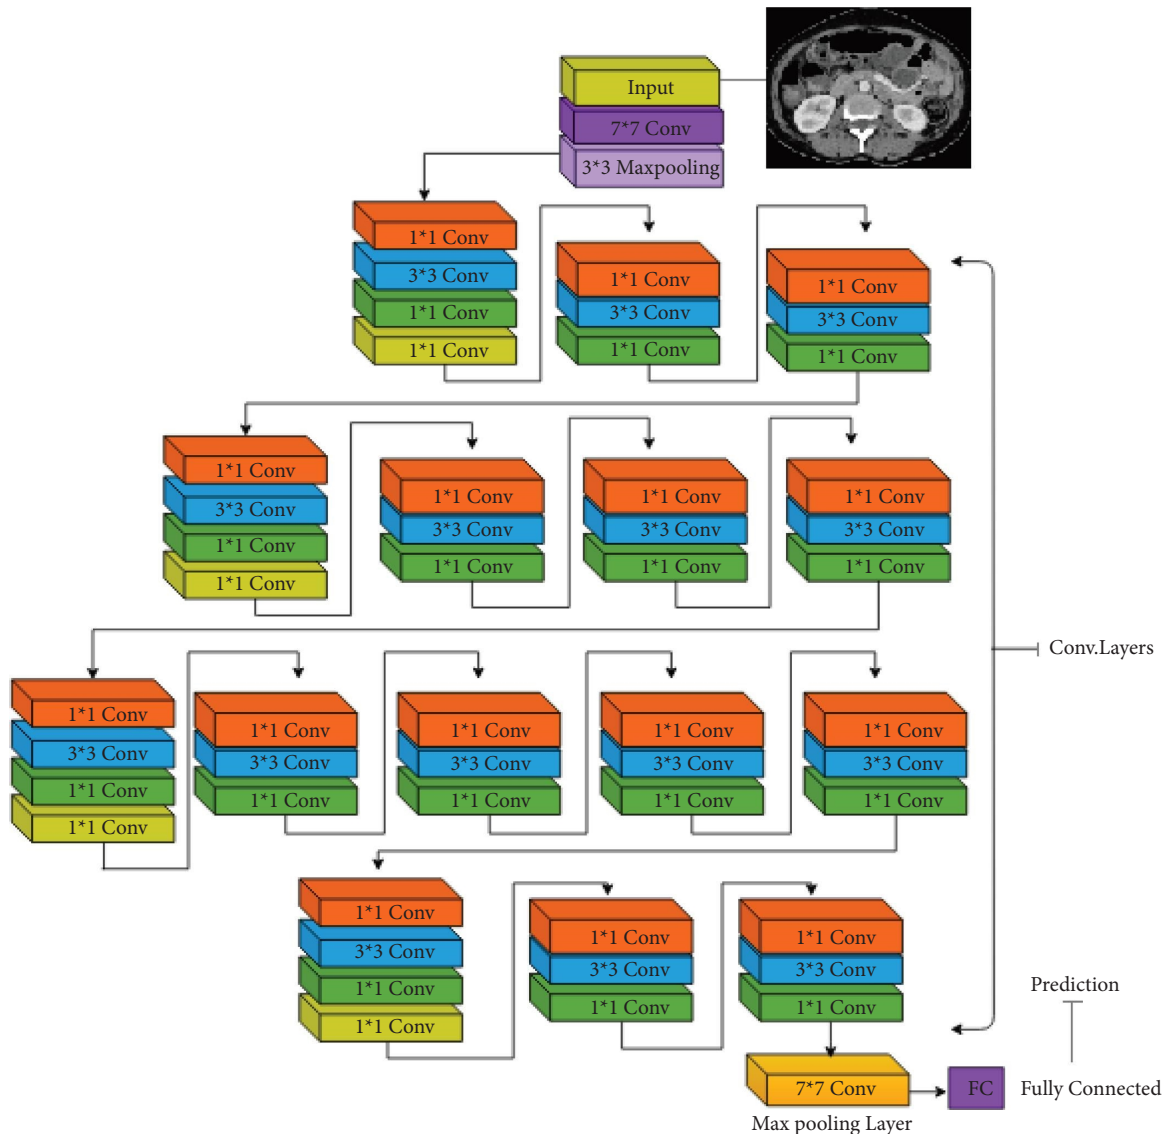 Input
7*7 Conv
3*3 Maxpooling
1*1 Conv
3*3 Conv
1*1 Conv
1*1 Conv
1*1 Conv
3*3 Conv
1*1 Conv
1*1 Conv
3*3 Conv
1*1 Conv
1*1 Conv
3*3 Conv
1*1 Conv
1*1 Conv
1*1 Conv
3*3 Conv
1*1 Conv
1*1 Conv
3*3 Conv
1*1 Conv
1*1 Conv
3*3 Conv
1*1 Conv
Conv.Layers
1*1 Conv
3*3 Conv
1*1 Conv
1*1 Conv
1*1 Conv
3*3 Conv
1*1 Conv
1*1 Conv
3*3 Conv
1*1 Conv
1*1 Conv
3*3 Conv
1*1 Conv
1*1 Conv
3*3 Conv
1*1 Conv
1*1 Conv
3*3 Conv
1*1 Conv
1*1 Conv
1*1 Conv
3*3 Conv
1*1 Conv
1*1 Conv
3*3 Conv
1*1 Conv
Prediction
7*7 Conv
FC
Fully Connected
Max pooling Layer